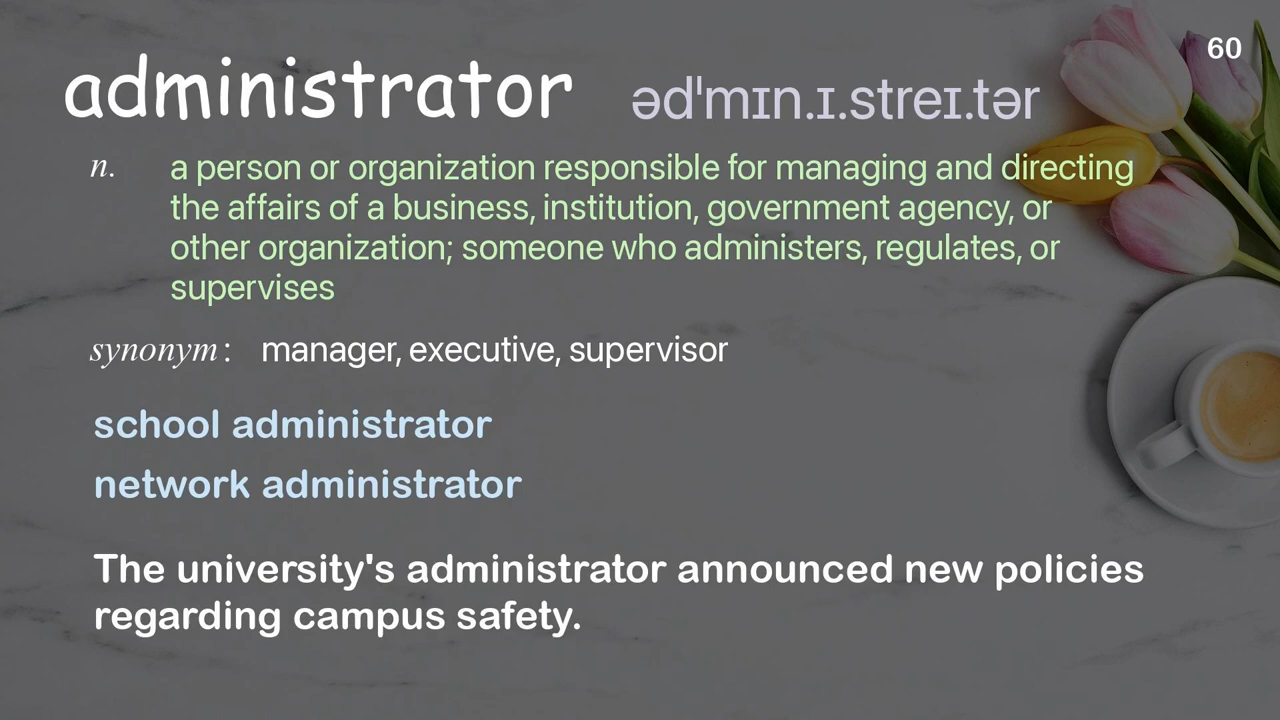 60
administrator əd'mɪn.ɪ.streɪ.tər
n. a person or organization responsible for managing and directing
the affairs of a business, institution, government agency, or
other organization; someone who administers, regulates, or
supervises
synonym: manager, executive, supervisor
school administrator
network administrator
The university's administrator announced new policies
regarding campus safety.